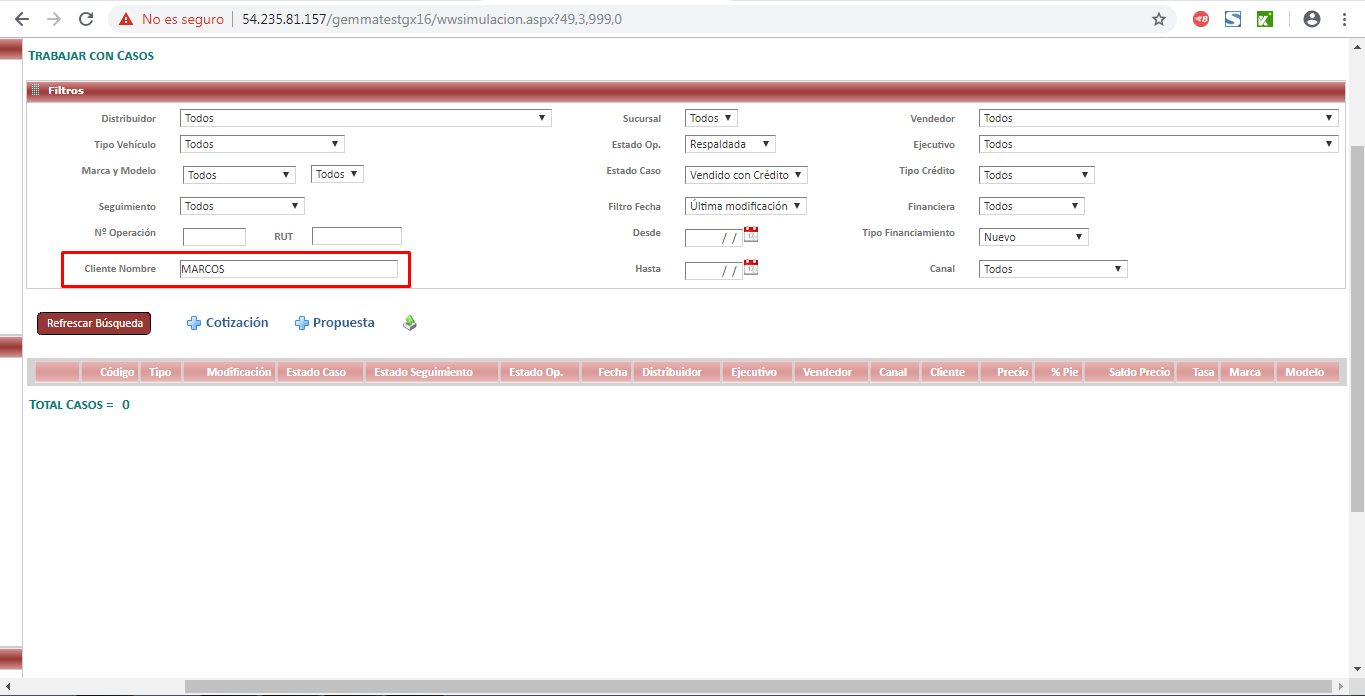 No es seguro | 54.235.81.157/gemmatestgx16/wwsimulacion.aspx?49,3,999,0
TRABAJAR CON CASOS
Filtros
Distribuidor Todos Sucursal Todos Vendedor Todos
Tipo Vehículo Todos Estado Op. Respaldada Ejecutivo Todos
Marca y Modelo Todos Todos Estado Caso Vendido con Crédito Tipo Crédito Todos
Seguimiento Todos Filtro Fecha Última modificación Financiera Todos
Nº Operación RUT Desde / / Tipo Financiamiento Nuevo
Cliente Nombre MARCOS Hasta / / Canal Todos
Refrescar Búsqueda Cotización Propuesta
Código Tipo Modificación Estado Caso Estado Seguimiento Estado Op. Fecha Distribuidor Ejecutivo Vendedor Canal Cliente Precio % Pie Saldo Precio Tasa Marca Modelo
TOTAL CASOS = 0